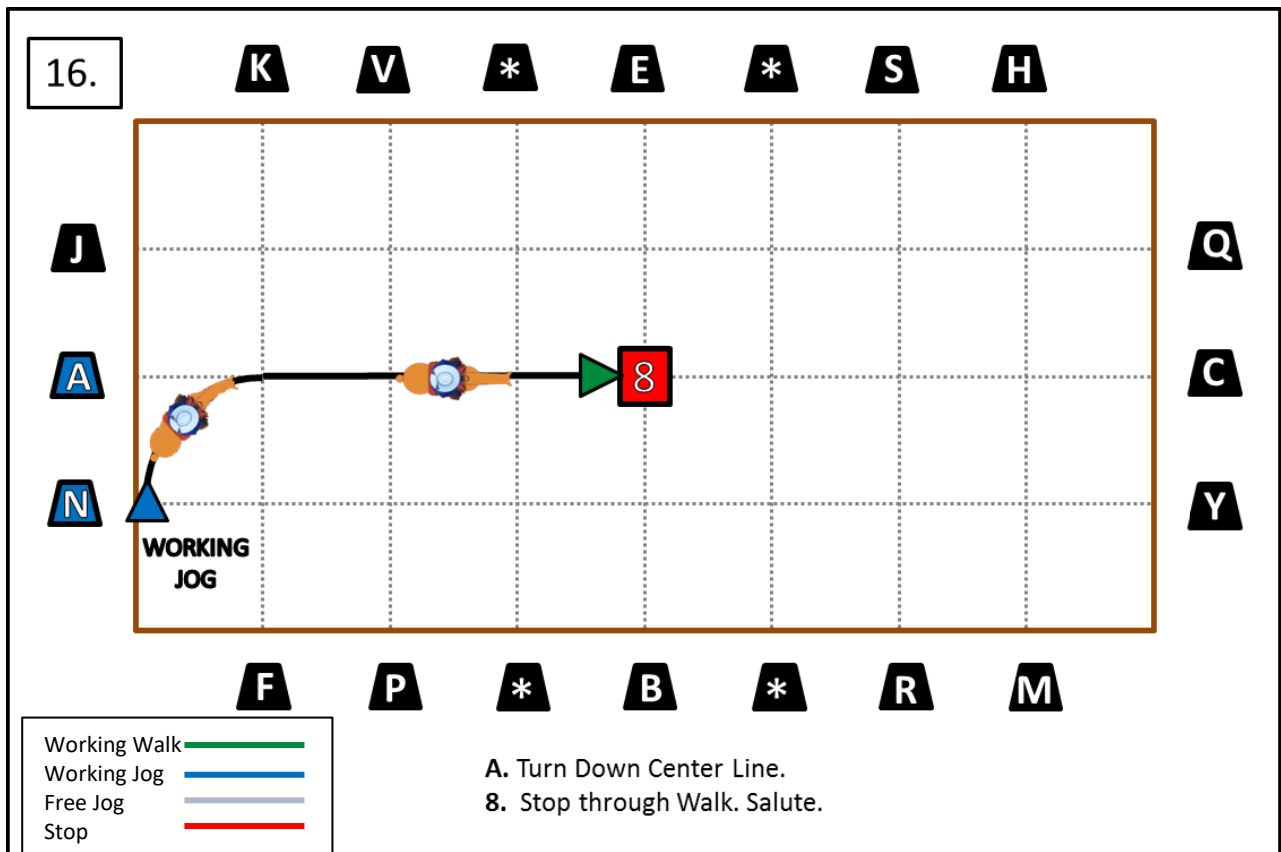 16.
K V * E * S H
J Q
A 8 C
N Y
WORKING
JOG
F P * B * R M
Working Walk
Working Jog
Free Jog
Stop
A. Turn Down Center Line.
8. Stop through Walk. Salute.